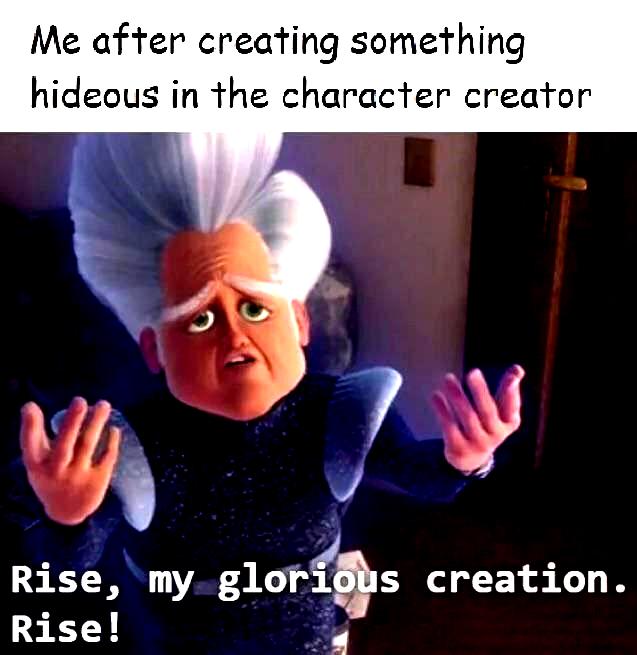 Me after creating something
hideous in the character creator
Rise, my glorious creation.
Rise!